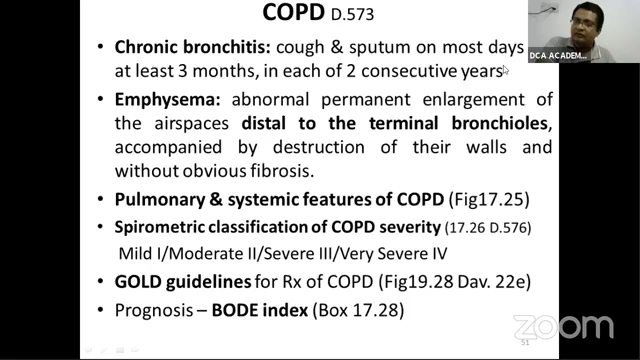 COPD D.573
• Chronic bronchitis: cough & sputum on most days
at least 3 months, in each of 2 consecutive years
• Emphysema: abnormal permanent enlargement of
the airspaces distal to the terminal bronchioles,
accompanied by destruction of their walls and
without obvious fibrosis.
• Pulmonary & systemic features of COPD (Fig17.25)
• Spirometric classification of COPD severity (17.26 D.576)
Mild I/Moderate II/Severe III/Very Severe IV
• GOLD guidelines for Rx of COPD (Fig19.28 Dav. 22e)
• Prognosis – BODE index (Box 17.28)
DCA ACADEM...
zoom
51